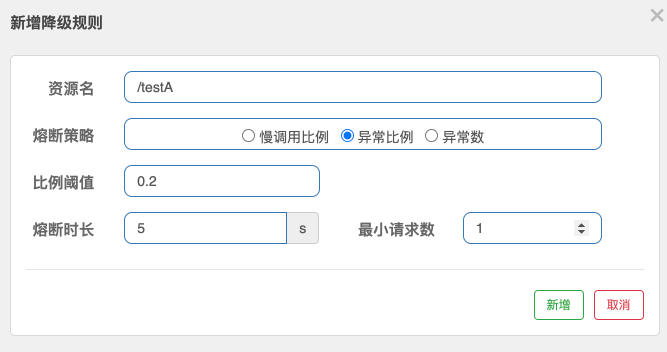 新增降级规则
资源名 /testA
熔断策略 慢调用比例 异常比例 异常数
比例阈值 0.2
熔断时长 5 s 最小请求数 1
新增 取消